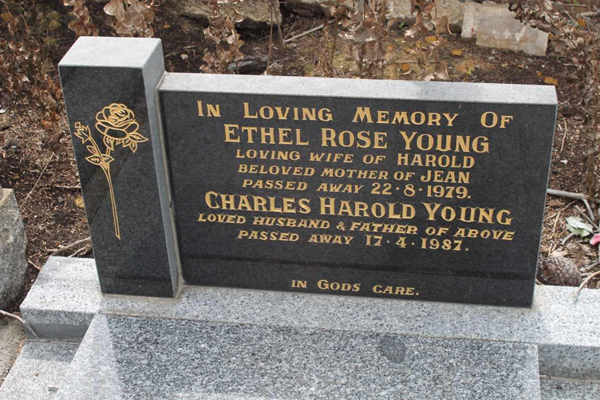 IN LOVING MEMORY OF
ETHEL ROSE YOUNG
LOVING WIFE OF HAROLD
BELOVED MOTHER OF JEAN
PASSED AWAY 22·8·1979.
CHARLES HAROLD YOUNG
LOVED HUSBAND & FATHER OF ABOVE
PASSED AWAY 17·4·1987.
IN GODS CARE.